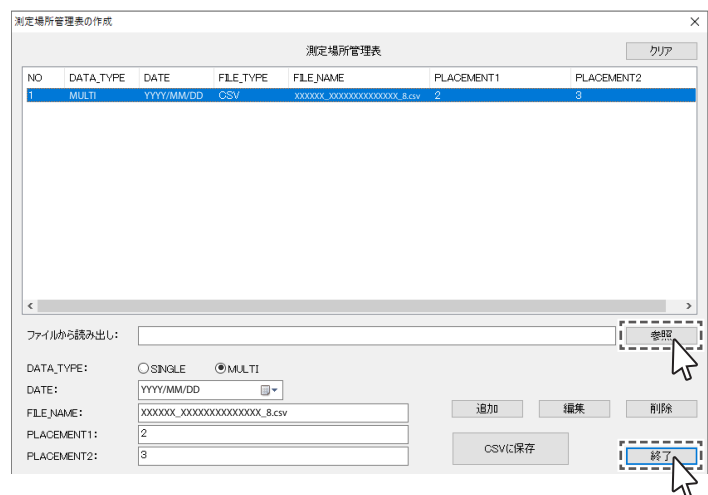 測定場所管理表の作成
測定場所管理表 クリア
NO DATA_TYPE DATE FILE_TYPE FILE_NAME PLACEMENT1 PLACEMENT2
1 MULTI YYYY/MM/DD CSV XXXXXX_XXXXXXXXXXXXXX_8.csv 2 3
ファイルから読み出し: 参照
DATA_TYPE: SINGLE MULTI
DATE: YYYY/MM/DD
FILE_NAME: XXXXXX_XXXXXXXXXXXXXX_8.csv 追加 編集 削除
PLACEMENT1: 2
PLACEMENT2: 3 CSVに保存 終了